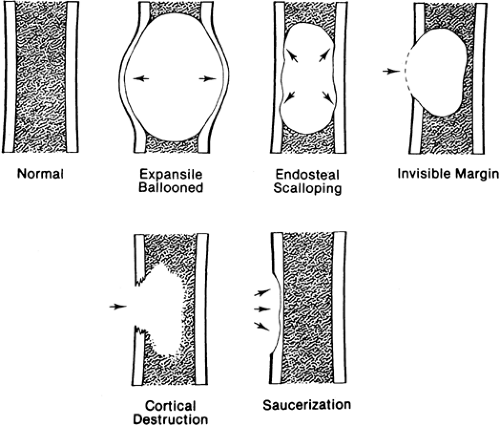 Normal
Expansile
Ballooned
Endosteal
Scalloping
Invisible Margin
Cortical
Destruction
Saucerization